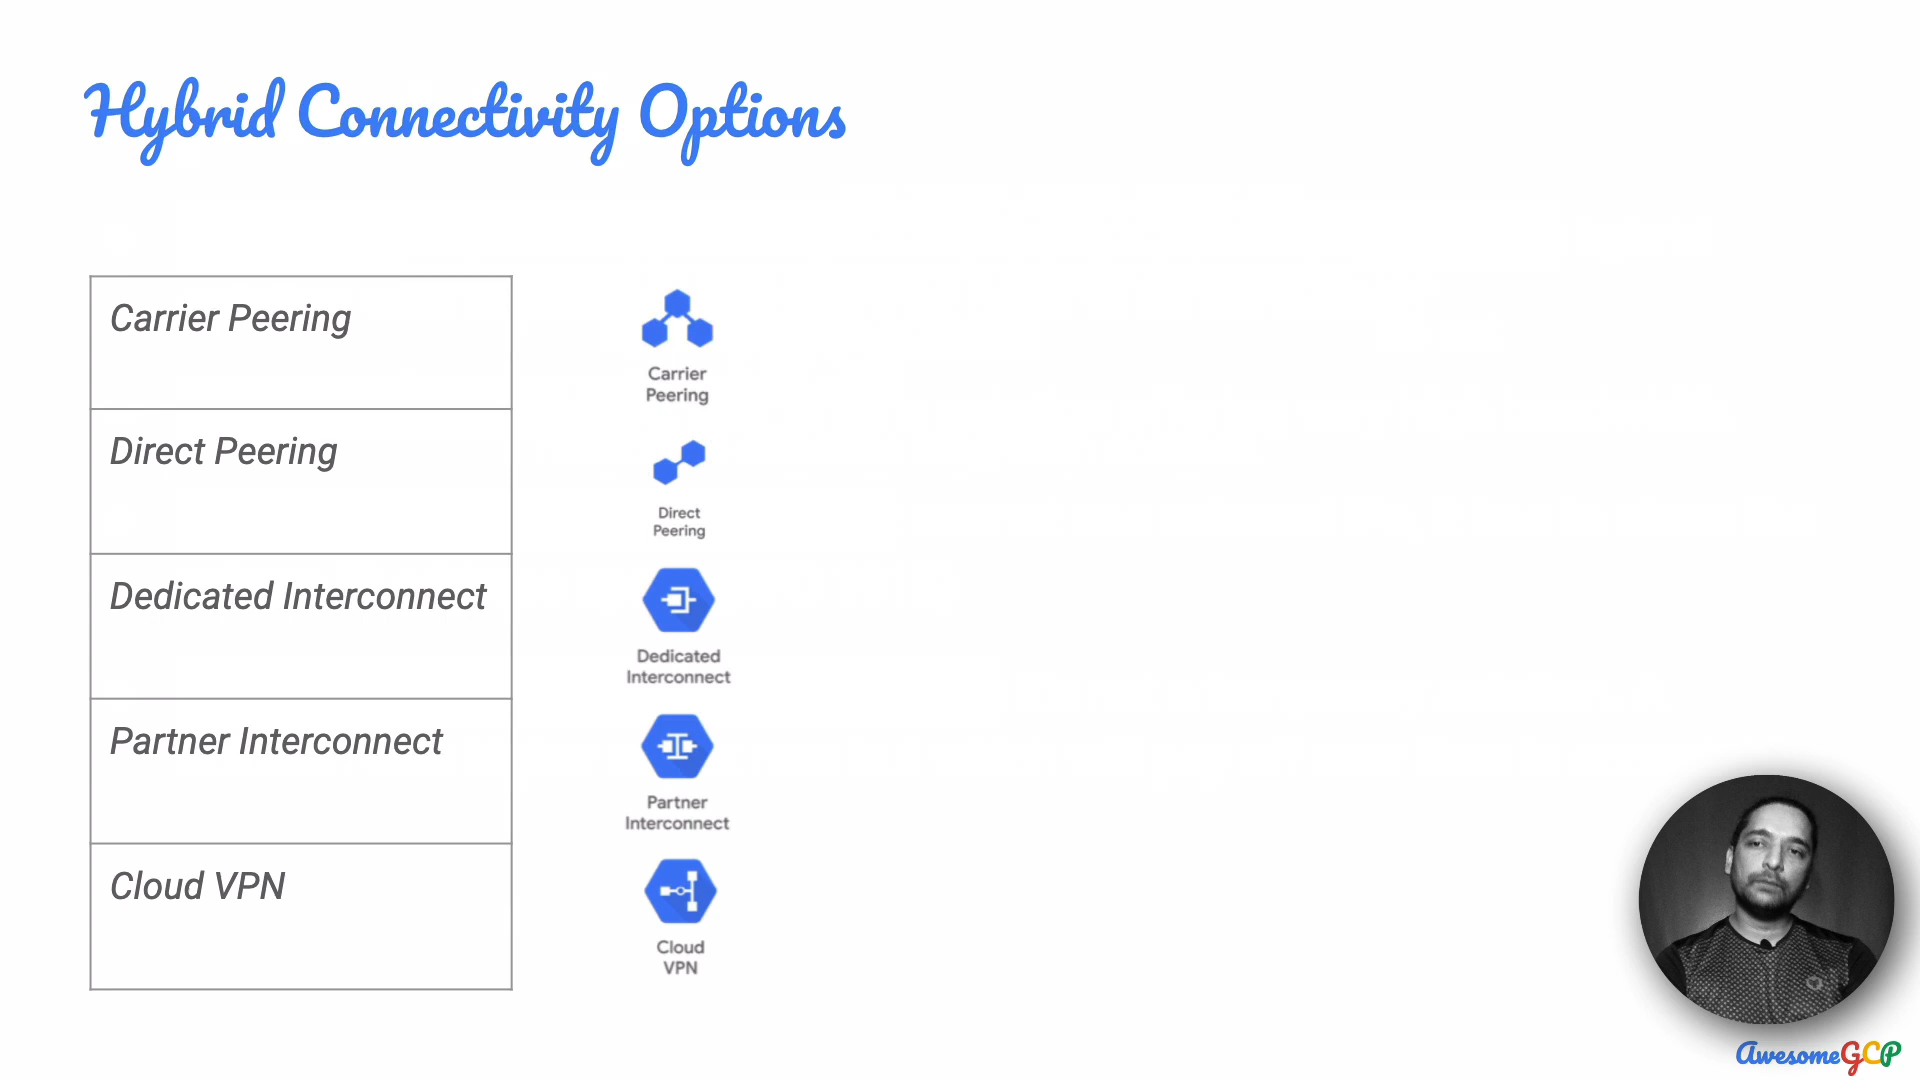 Hybrid Connectivity Options
Carrier Peering
Carrier
Peering
Direct Peering
Direct
Peering
Dedicated Interconnect
Dedicated
Interconnect
Partner Interconnect
Partner
Interconnect
Cloud VPN
Cloud
VPN
AwesomeGCP